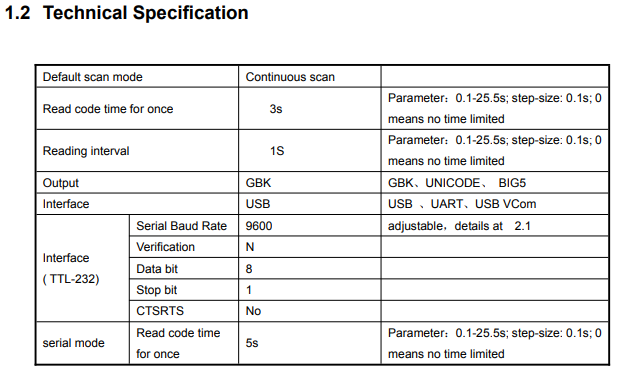 1.2 Technical Specification
Default scan mode Continuous scan
Read code time for once 3s Parameter：0.1-25.5s; step-size: 0.1s; 0
means no time limited
Reading interval 1S Parameter：0.1-25.5s; step-size: 0.1s; 0
means no time limited
Output GBK GBK、UNICODE、 BIG5
Interface USB USB 、UART、USB VCom
Interface
( TTL-232)
Serial Baud Rate 9600 adjustable，details at 2.1
Verification N
Data bit 8
Stop bit 1
CTSRTS No
serial mode
Read code time
for once
5s
Parameter：0.1-25.5s; step-size: 0.1s; 0
means no time limited